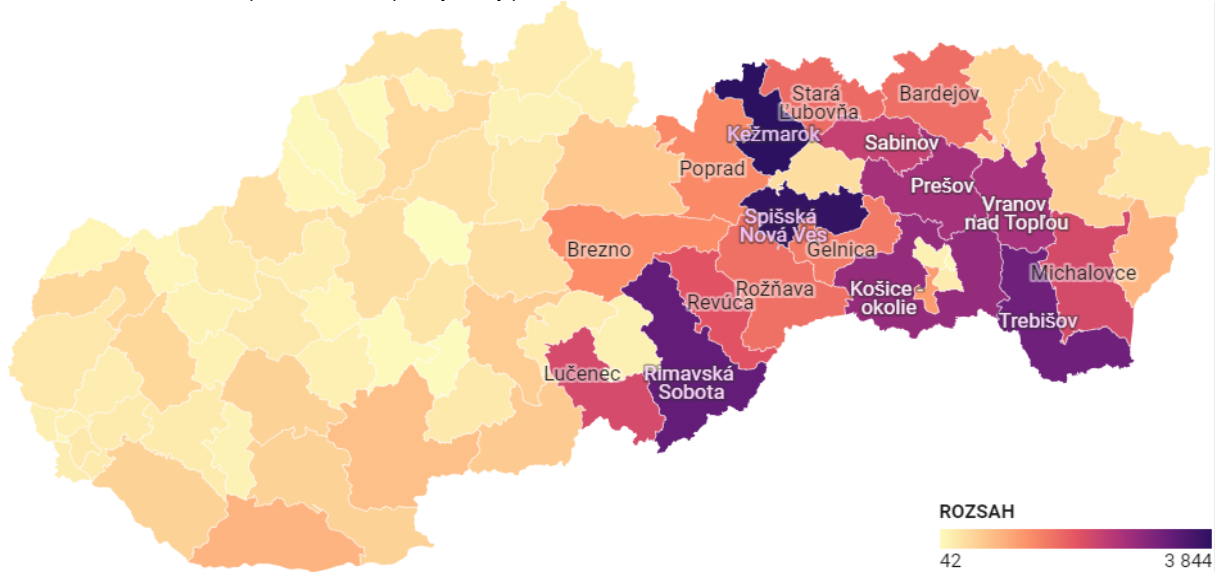 Stará
Ľubovňa
Bardejov
Kežmarok
Sabinov
Poprad
Prešov
Vranov
nad Topľou
Spišská
Nová Ves
Brezno
Gelnica
Michalovce
Rožňava
Revúca
Košice -
okolie
Trebišov
Lučenec
Rimavská
Sobota
ROZSAH
42
3 844